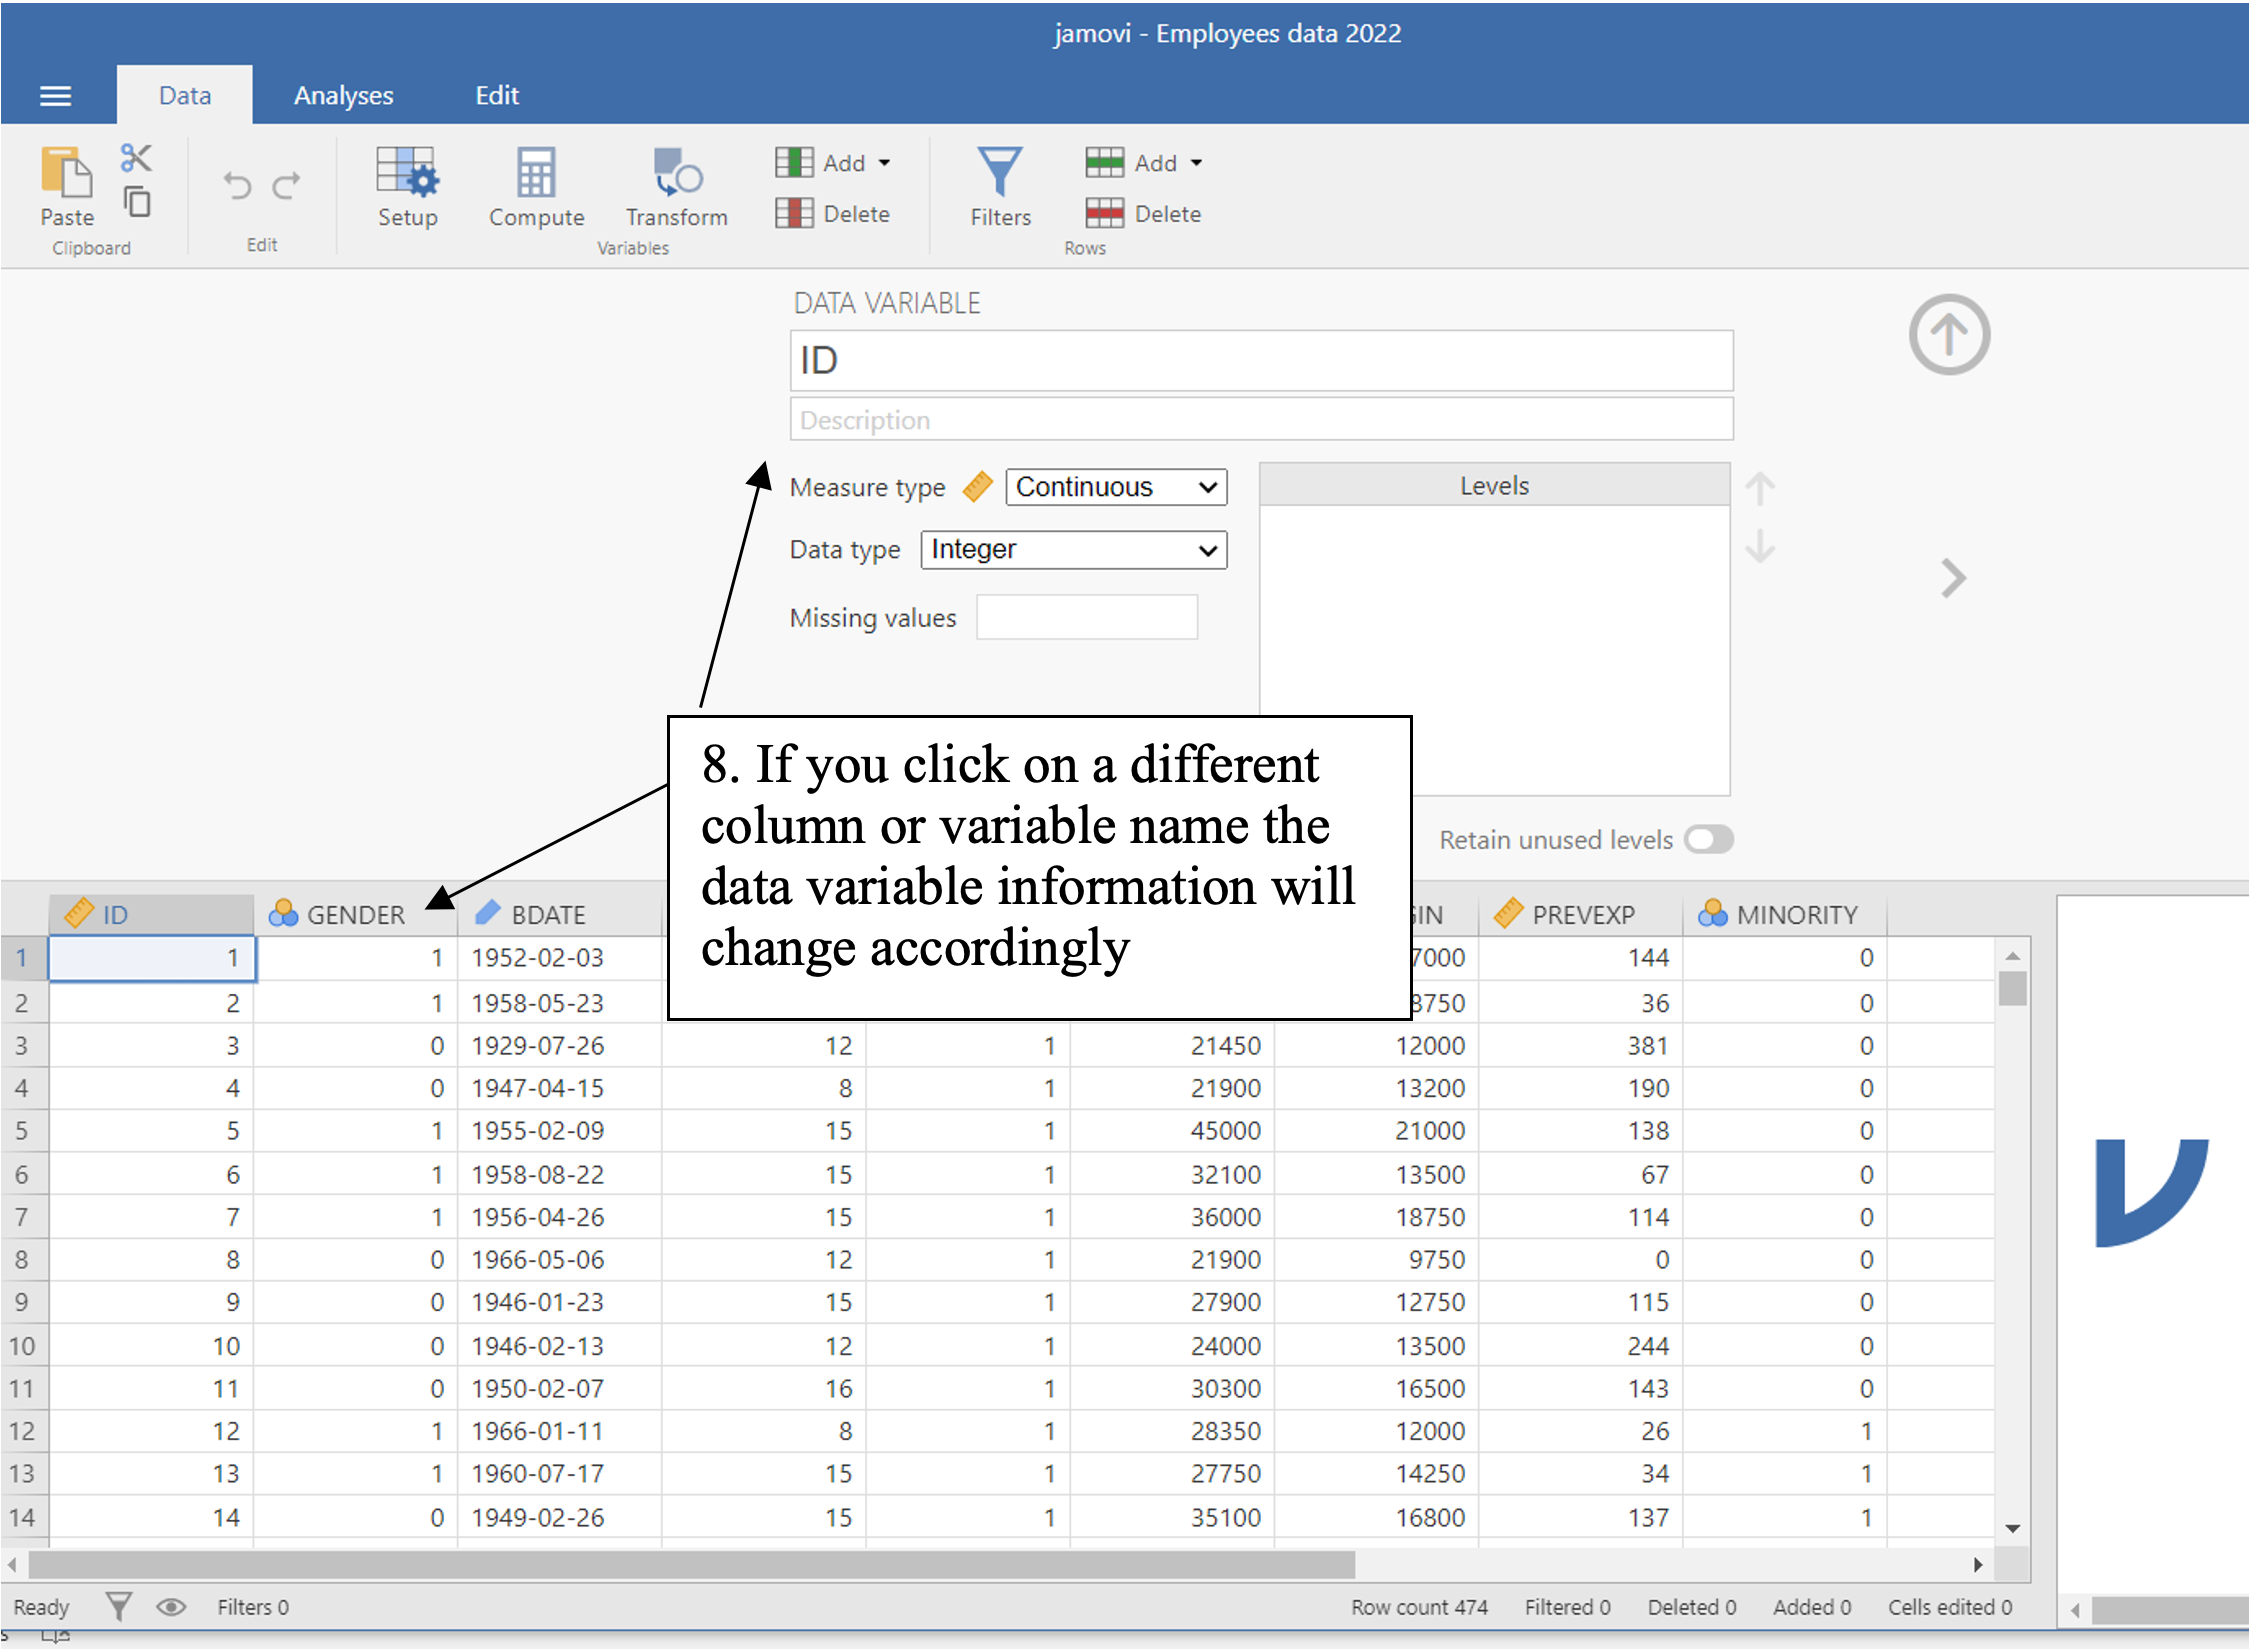 jamovi - Employees data 2022
Data Analyses Edit
Paste
Clipboard
Edit
Setup Compute Transform
Add
Delete
Variables
Filters
Add
Delete
Rows
DATA VARIABLE
ID
Description
Measure type Continuous
Data type Integer
Missing values
Levels
Retain unused levels
8. If you click on a different
column or variable name the
data variable information will
change accordingly
ID GENDER BDATE PREVEXP MINORITY
1 1 1 1952-02-03 144 0
2 2 1 1958-05-23 36 0
3 3 0 1929-07-26 12 1 21450 12000 381 0
4 4 0 1947-04-15 8 1 21900 13200 190 0
5 5 1 1955-02-09 15 1 45000 21000 138 0
6 6 1 1958-08-22 15 1 32100 13500 67 0
7 7 1 1956-04-26 15 1 36000 18750 114 0
8 8 0 1966-05-06 12 1 21900 9750 0 0
9 9 0 1946-01-23 15 1 27900 12750 115 0
10 10 0 1946-02-13 12 1 24000 13500 244 0
11 11 0 1950-02-07 16 1 30300 16500 143 0
12 12 1 1966-01-11 8 1 28350 12000 26 1
13 13 1 1960-07-17 15 1 27750 14250 34 1
14 14 0 1949-02-26 15 1 35100 16800 137 1
Ready Filters 0 Row count 474 Filtered 0 Deleted 0 Added 0 Cells edited 0